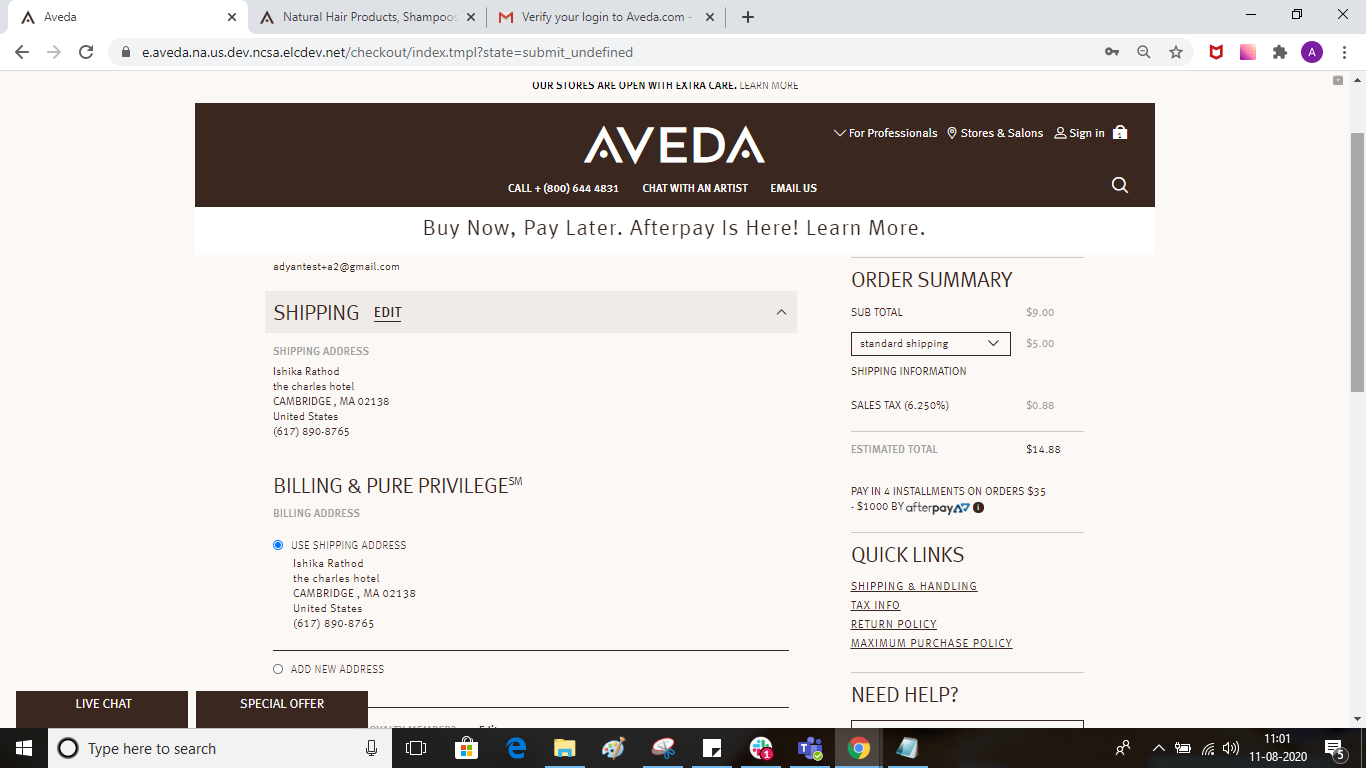 Aveda
Natural Hair Products, Shampoos
Verify your login to Aveda.com -
e.aveda.na.us.dev.ncsa.elcdev.net/checkout/index.tmpl?state=submit_undefined
A
OUR STORES ARE OPEN WITH EXTRA CARE. LEARN MORE
AVEDA
For Professionals
Stores & Salons
Sign in
CALL + (800) 644 4831
CHAT WITH AN ARTIST
EMAIL US
Buy Now, Pay Later. Afterpay Is Here! Learn More.
adyantest+a2@gmail.com
SHIPPING EDIT
SHIPPING ADDRESS
Ishika Rathod
the charles hotel
CAMBRIDGE , MA 02138
United States
(617) 890-8765
BILLING & PURE PRIVILEGE℠
BILLING ADDRESS
USE SHIPPING ADDRESS
Ishika Rathod
the charles hotel
CAMBRIDGE , MA 02138
United States
(617) 890-8765
ADD NEW ADDRESS
ORDER SUMMARY
SUB TOTAL $9.00
standard shipping $5.00
SHIPPING INFORMATION
SALES TAX (6.250%) $0.88
ESTIMATED TOTAL $14.88
PAY IN 4 INSTALLMENTS ON ORDERS $35
- $1000 BY afterpay i
QUICK LINKS
SHIPPING & HANDLING
TAX INFO
RETURN POLICY
MAXIMUM PURCHASE POLICY
NEED HELP?
LIVE CHAT
SPECIAL OFFER
Type here to search
1
11:01
11-08-2020
5